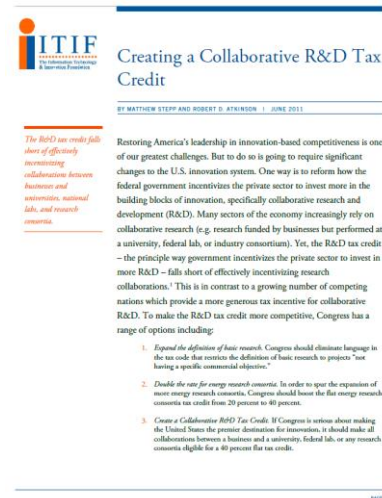 ITIF
The Information Technology
& Innovation Foundation
Creating a Collaborative R&D Tax
Credit
BY MATTHEW STEPP AND ROBERT D. ATKINSON | JUNE 2011
The R&D tax credit falls
short of effectively
incentivizing
collaborations between
businesses and
universities, national
labs, and research
consortia.
Restoring America's leadership in innovation-based competitiveness is one
of our greatest challenges. But to do so is going to require significant
changes to the U.S. innovation system. One way is to reform how the
federal government incentivizes the private sector to invest more in the
building blocks of innovation, specifically collaborative research and
development (R&D). Many sectors of the economy increasingly rely on
collaborative research (e.g. research funded by businesses but performed at
a university, federal lab, or industry consortium). Yet, the R&D tax credit
– the principle way government incentivizes the private sector to invest in
more R&D – falls short of effectively incentivizing research
collaborations.¹ This is in contrast to a growing number of competing
nations which provide a more generous tax incentive for collaborative
R&D. To make the R&D tax credit more competitive, Congress has a
range of options including:
1. Expand the definition of basic research. Congress should eliminate language in
the tax code that restricts the definition of basic research to projects "not
having a specific commercial objective."
2. Double the rate for energy research consortia. In order to spur the expansion of
more energy research consortia, Congress should boost the flat energy research
consortia tax credit from 20 percent to 40 percent.
3. Create a Collaborative R&D Tax Credit. If Congress is serious about making
the United States the premier destination for innovation, it should make all
collaborations between a business and a university, federal lab, or any research
consortia eligible for a 40 percent flat tax credit.